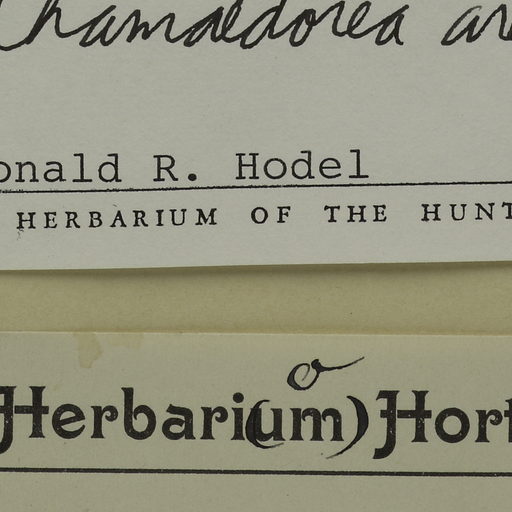 Chamaedorea
onald R. Hodel
HERBARIUM OF THE HUNT
o
Herbari(um) Hort